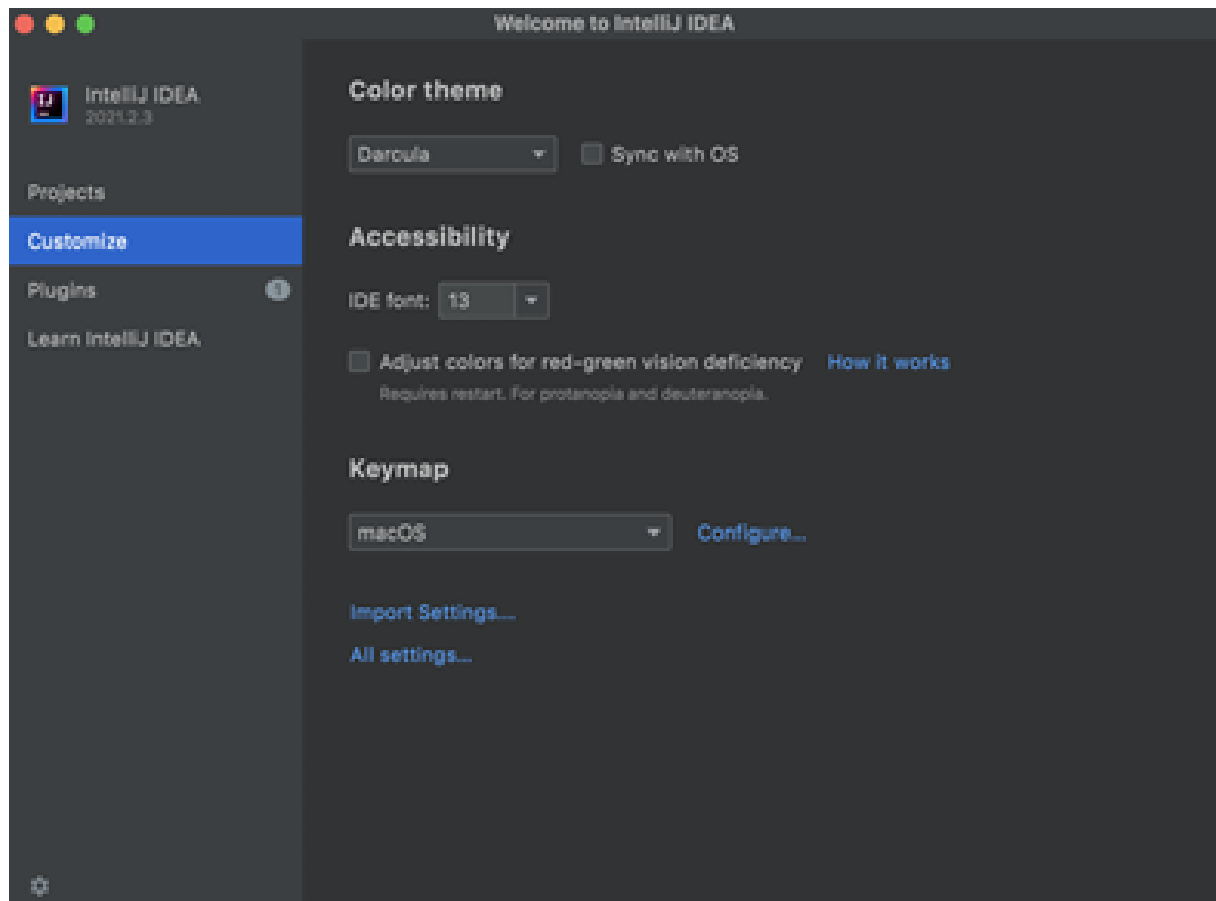 Welcome to IntelliJ IDEA
IntelliJ IDEA
2021.2.3
Projects
Customize
Plugins 1
Learn IntelliJ IDEA
Color theme
Darcula Sync with OS
Accessibility
IDE font: 13
Adjust colors for red-green vision deficiency How it works
Requires restart. For protanopia and deuteranopia.
Keymap
macOS Configure...
Import Settings...
All settings...